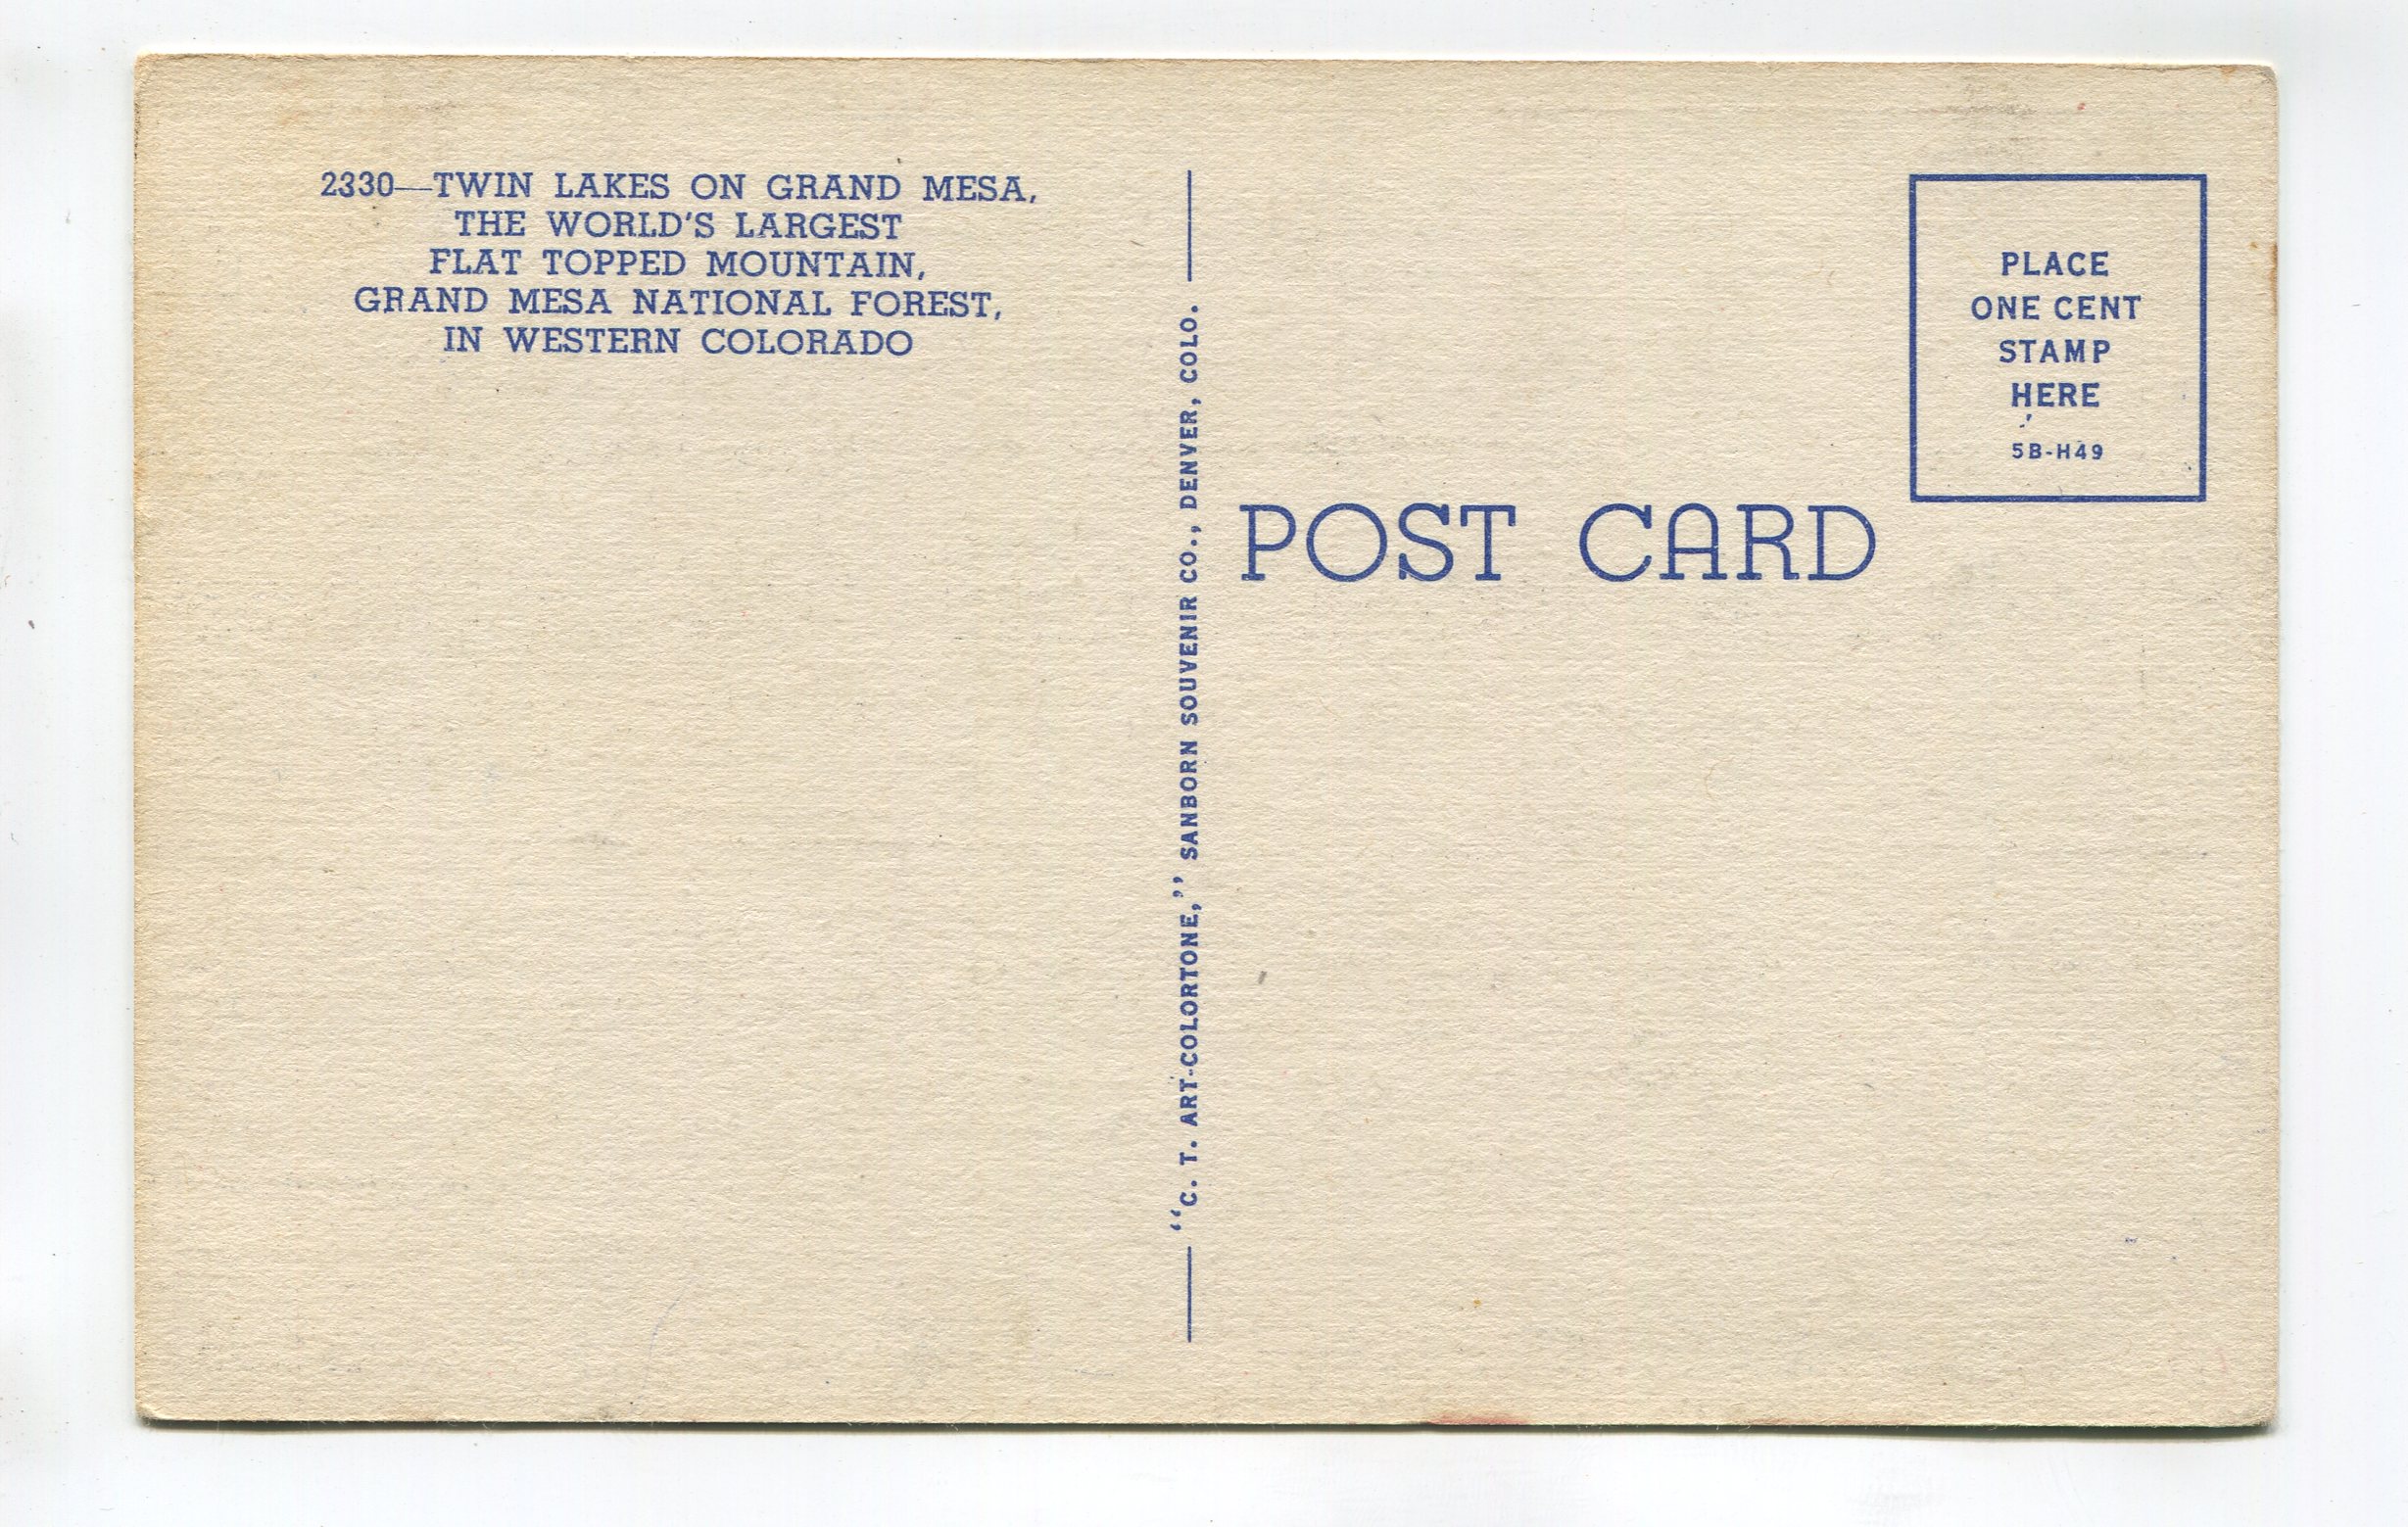 2330—TWIN LAKES ON GRAND MESA,
THE WORLD'S LARGEST
FLAT TOPPED MOUNTAIN,
GRAND MESA NATIONAL FOREST,
IN WESTERN COLORADO
"C. T. ART-COLORTONE," SANBORN SOUVENIR CO., DENVER, COLO.
PLACE
ONE CENT
STAMP
HERE
5B-H49
POST CARD